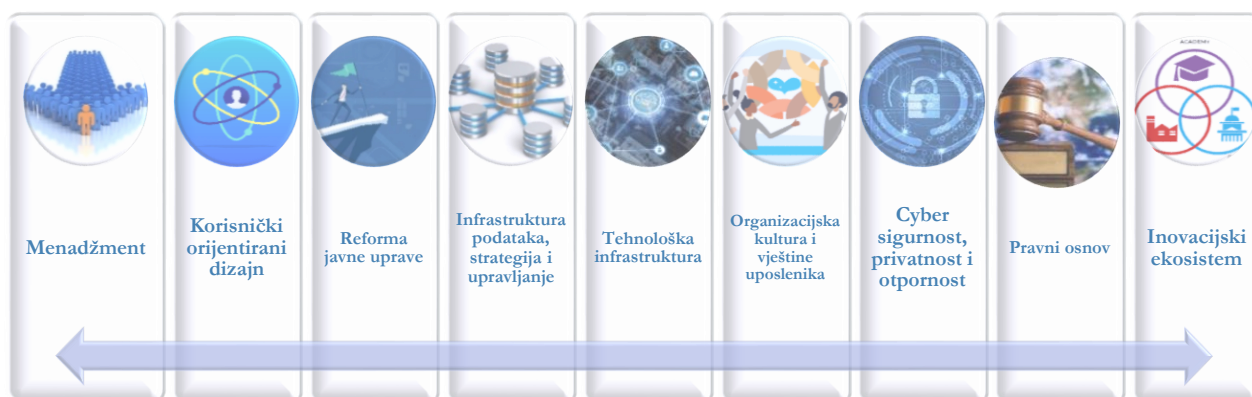 Menadžment
Korisnički
orijentirani
dizajn
Reforma
javne uprave
Infrastruktura
podataka,
strategija i
upravljanje
Tehnološka
infrastruktura
Organizacijska
kultura i
vještine
uposlenika
Cyber
sigurnost,
privatnost i
otpornost
Pravni osnov
Inovacijski
ekosistem